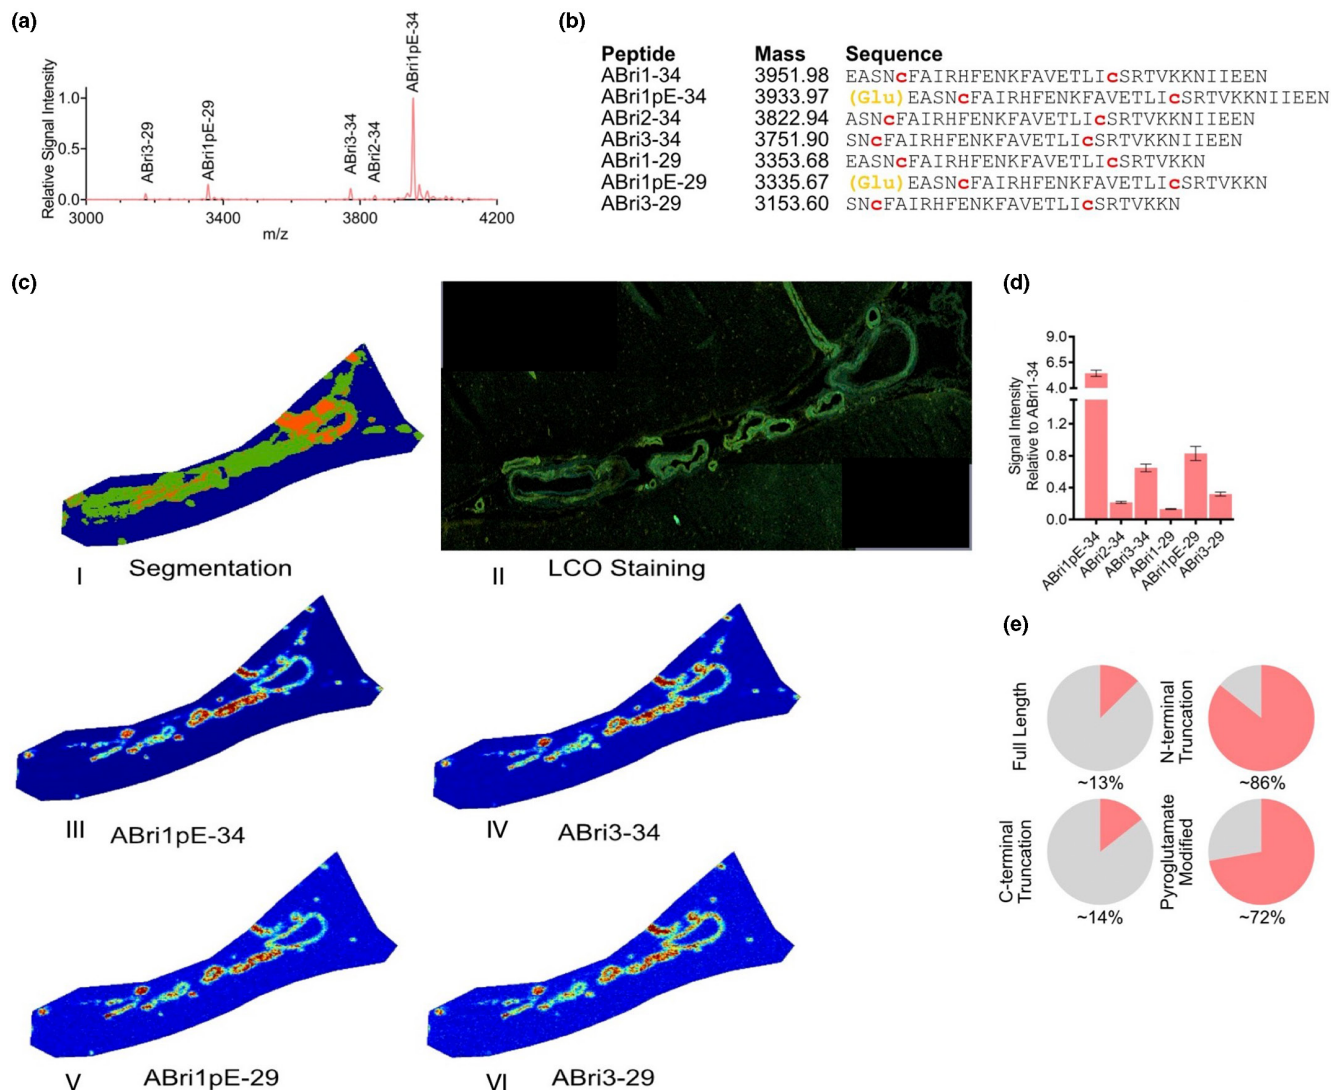 (a)
Relative Signal Intensity
1.0
0.5
0.0
3000 3400 3800 4200
m/z
ABri3-29
ABri1pE-29
ABri3-34
ABri2-34
ABri1pE-34
(b)
Peptide Mass Sequence
ABri1-34 3951.98 EASNcFAIRHFENKFAVETLIcSRTVKKNIIEEN
ABri1pE-34 3933.97 (Glu)EASNcFAIRHFENKFAVETLIcSRTVKKNIIEEN
ABri2-34 3822.94 ASNcFAIRHFENKFAVETLIcSRTVKKNIIEEN
ABri3-34 3751.90 SNcFAIRHFENKFAVETLIcSRTVKKNIIEEN
ABri1-29 3353.68 EASNcFAIRHFENKFAVETLIcSRTVKKN
ABri1pE-29 3335.67 (Glu)EASNcFAIRHFENKFAVETLIcSRTVKKN
ABri3-29 3153.60 SNcFAIRHFENKFAVETLIcSRTVKKN
(c)
I Segmentation
II LCO Staining
III ABri1pE-34
IV ABri3-34
V ABri1pE-29
VI ABri3-29
(d)
Signal Intensity
Relative to ABri1-34
9.0
6.5
4.0
1.2
0.8
0.4
0.0
ABri1pE-34
ABri2-34
ABri3-34
ABri1-29
ABri1pE-29
ABri3-29
(e)
Full Length
~13%
N-terminal
Truncation
~86%
C-terminal
Truncation
~14%
Pyroglutamate
Modified
~72%